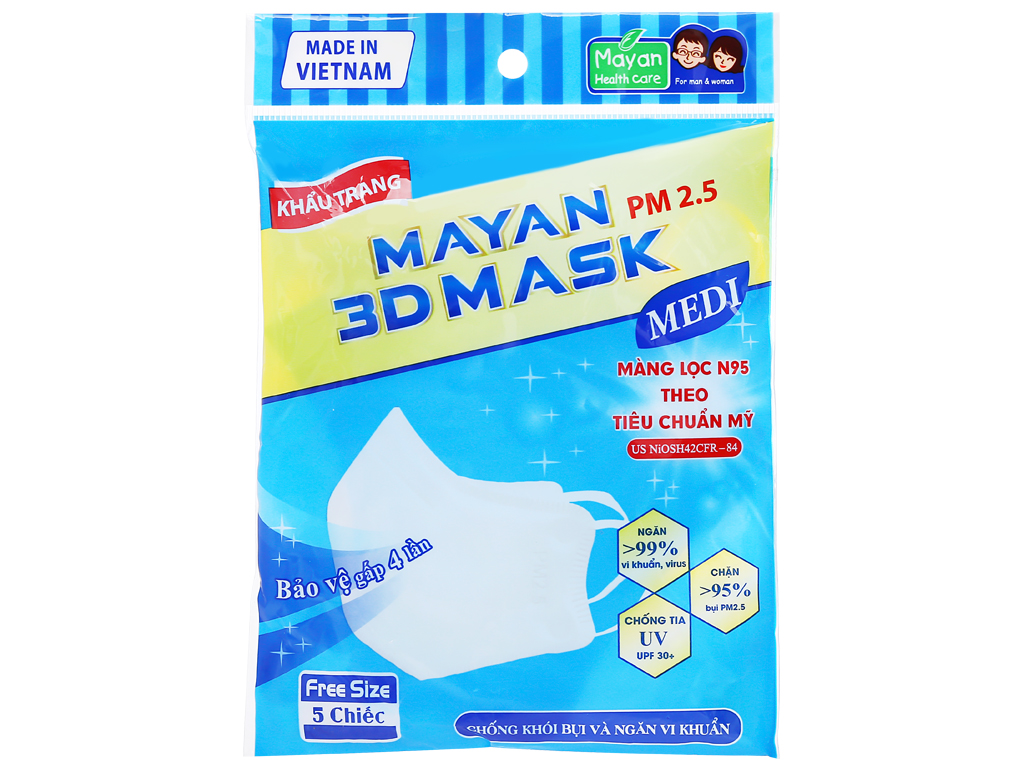 MADE IN
VIETNAM
Mayan
Health care
For man & woman
KHẨU TRANG
MAYAN PM 2.5
3D MASK
MEDI
MÀNG LỌC N95
THEO
TIÊU CHUẨN MỸ
US NiOSH42CFR-84
NGĂN
>99%
vi khuẩn, virus
CHẶN
>95%
bụi PM2.5
CHỐNG TIA
UV
UPF 30+
MAYAN
Bảo vệ gấp 4 lần
Free Size
5 Chiếc
CHỐNG KHÓI BỤI VÀ NGĂN VI KHUẨN